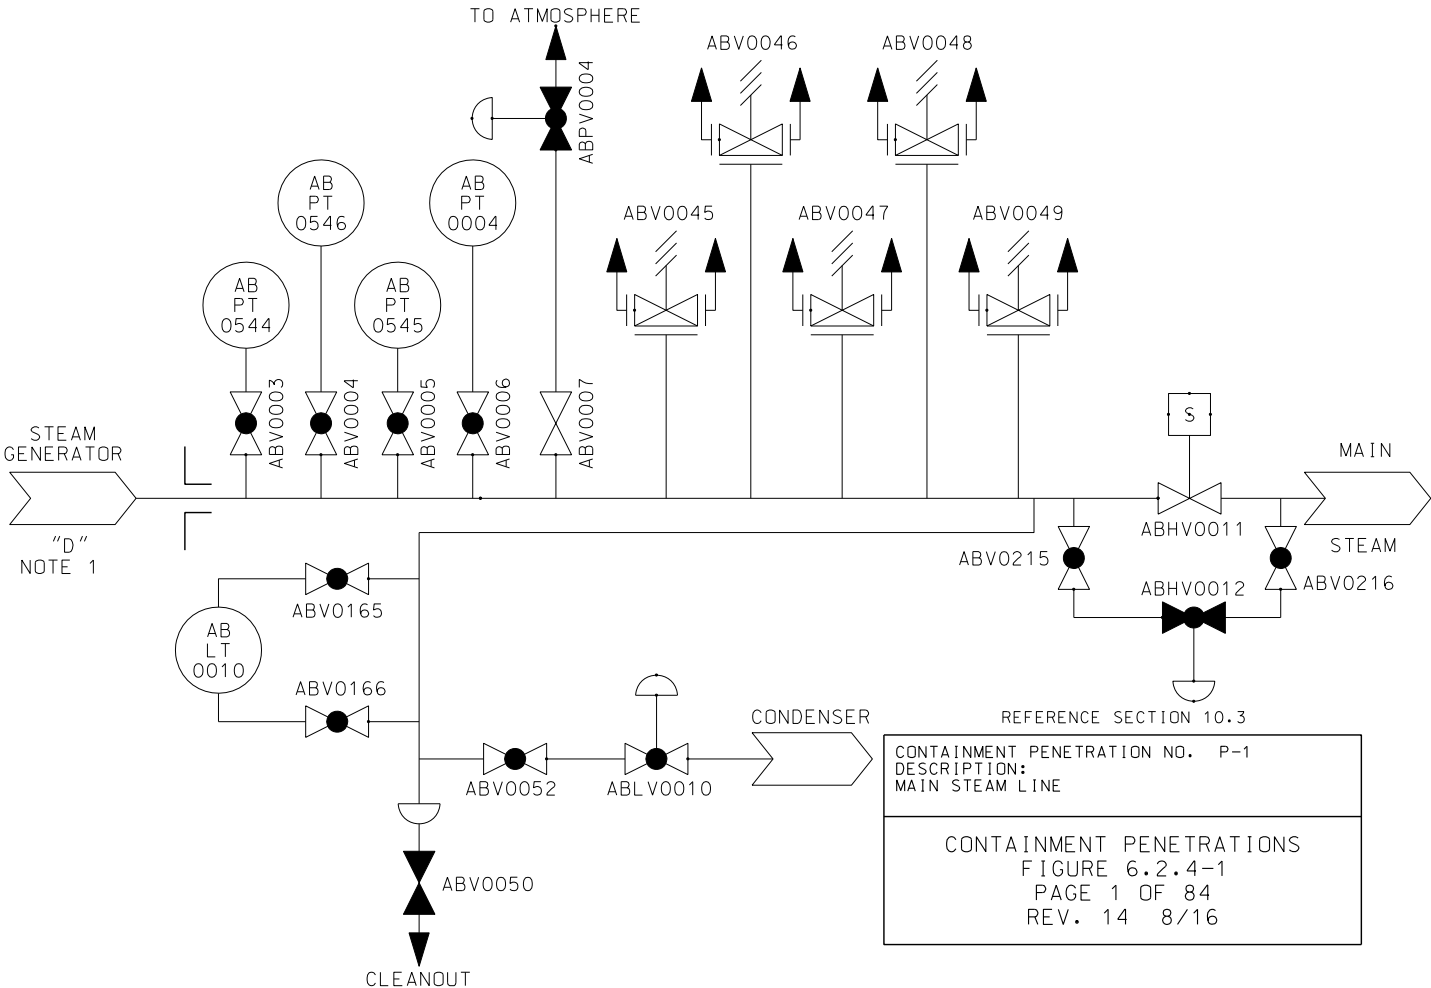 TO ATMOSPHERE
ABV0046
ABV0048
ABPV0004
AB
PT
0546
AB
PT
0004
ABV0045
ABV0047
ABV0049
AB
PT
0544
AB
PT
0545
ABV0003
ABV0004
ABV0005
ABV0006
ABV0007
S
STEAM
GENERATOR
"D"
NOTE 1
MAIN
STEAM
ABHV0011
ABV0215
ABHV0012
ABV0216
ABV0165
AB
LT
0010
ABV0166
CONDENSER
ABV0052
ABLV0010
ABV0050
CLEANOUT
REFERENCE SECTION 10.3
CONTAINMENT PENETRATION NO. P-1
DESCRIPTION:
MAIN STEAM LINE
CONTAINMENT PENETRATIONS
FIGURE 6.2.4-1
PAGE 1 OF 84
REV. 14 8/16